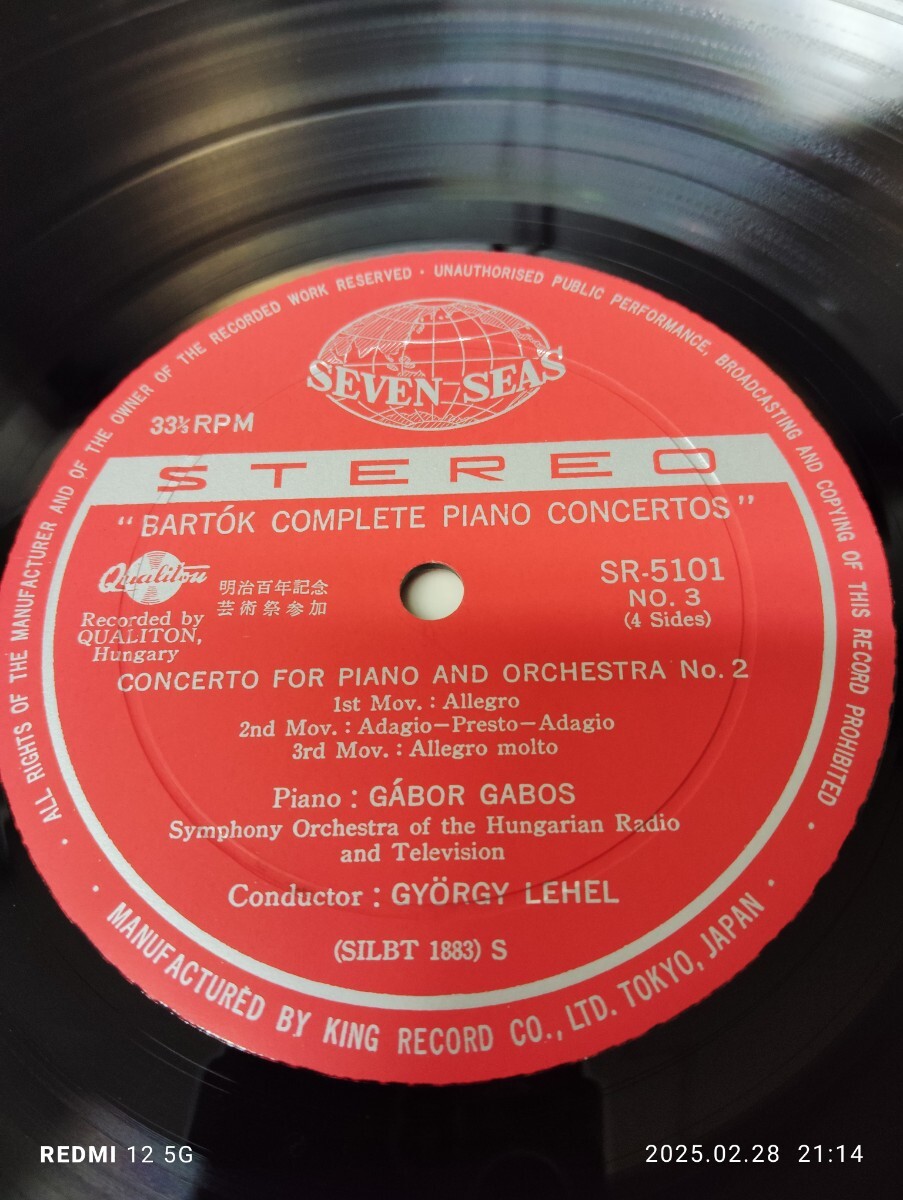 ALL RIGHTS OF THE MANUFACTURER AND OF THE OWNER OF THE RECORDED WORK RESERVED · UNAUTHORISED PUBLIC PERFORMANCE, BROADCASTING AND COPYING OF THIS RECORD PROHIBITED
SEVEN SEAS
33⅓RPM
STEREO
"BARTÓK COMPLETE PIANO CONCERTOS"
Qualiton
明治百年記念
芸術祭参加
Recorded by
QUALITON,
Hungary
SR-5101
NO. 3
(4 Sides)
CONCERTO FOR PIANO AND ORCHESTRA No. 2
1st Mov. : Allegro
2nd Mov. : Adagio—Presto—Adagio
3rd Mov. : Allegro molto
Piano : GÁBOR GABOS
Symphony Orchestra of the Hungarian Radio
and Television
Conductor : GYÖRGY LEHEL
(SILBT 1883) S
· MANUFACTURED BY KING RECORD CO., LTD. TOKYO, JAPAN ·
REDMI 12 5G
2025.02.28 21:14